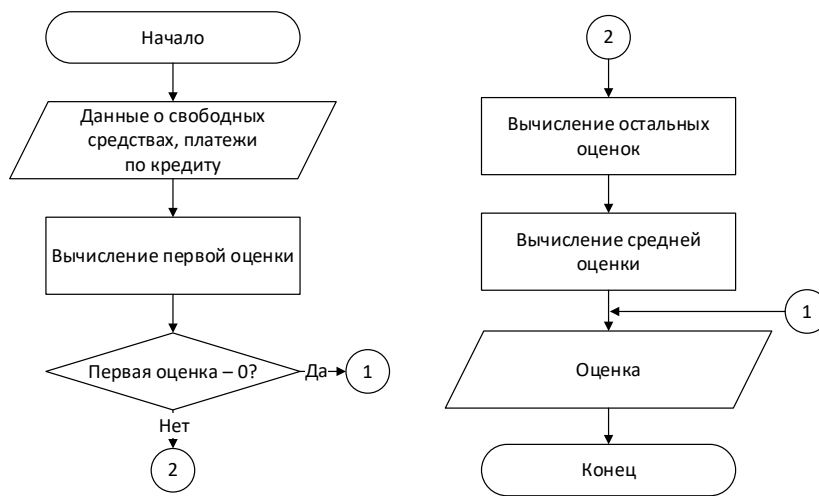 Начало
Данные о свободных
средствах, платежи
по кредиту
Вычисление первой оценки
Первая оценка – 0?
Да
1
Нет
2
2
Вычисление остальных
оценок
Вычисление средней
оценки
1
Оценка
Конец